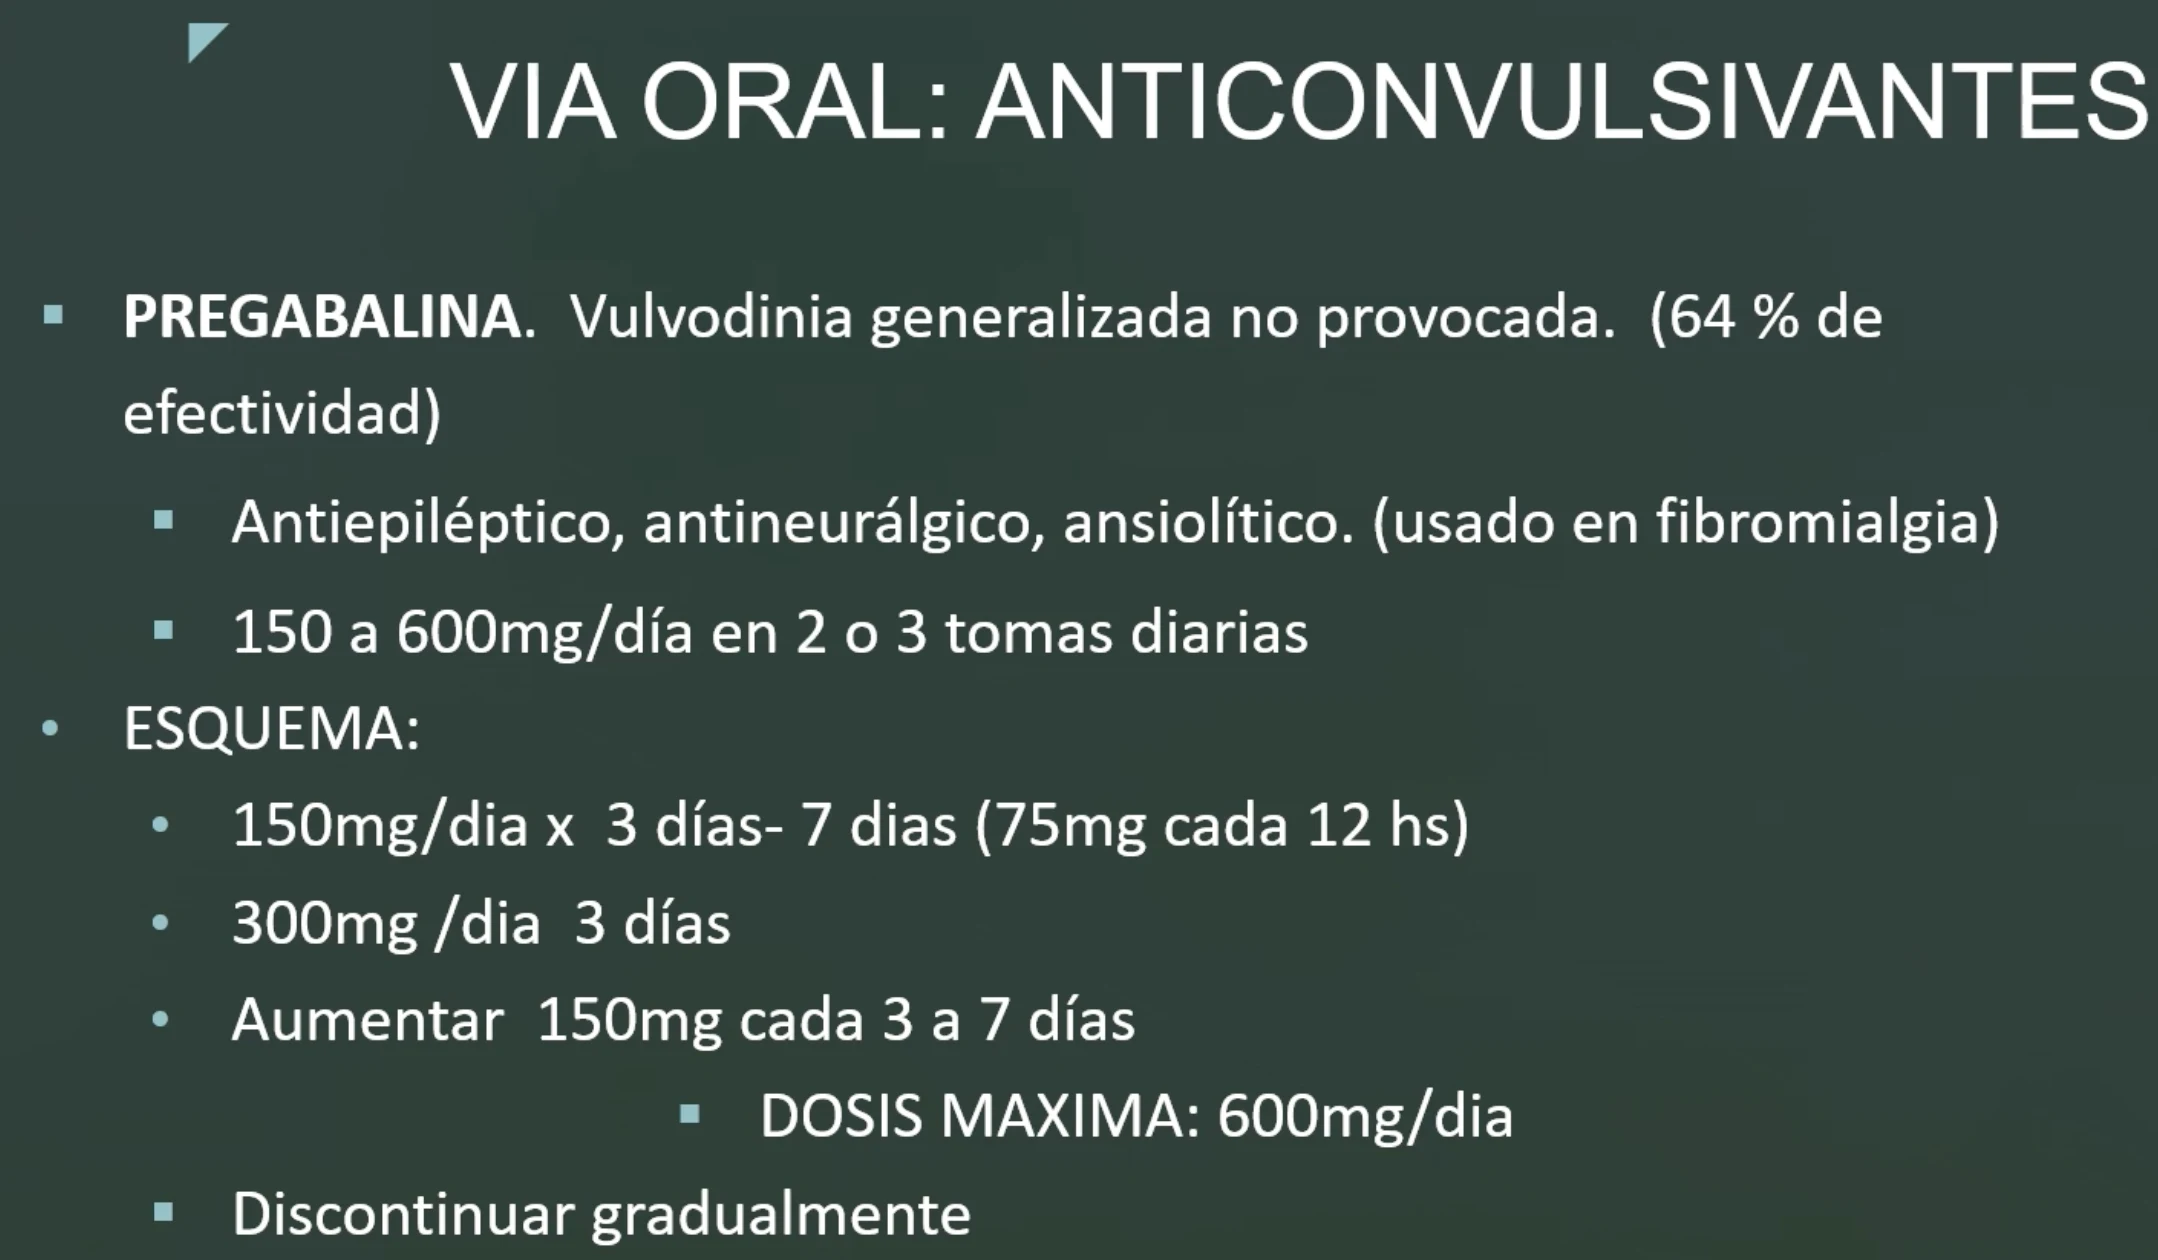 VIA ORAL: ANTICONVULSIVANTES
PREGABALINA. Vulvodinia generalizada no provocada. (64 % de
efectividad)
Antiepiléptico, antineurálgico, ansiolítico. (usado en fibromialgia)
150 a 600mg/día en 2 o 3 tomas diarias
ESQUEMA:
150mg/dia x 3 días- 7 dias (75mg cada 12 hs)
300mg /dia 3 días
Aumentar 150mg cada 3 a 7 días
DOSIS MAXIMA: 600mg/dia
Discontinuar gradualmente